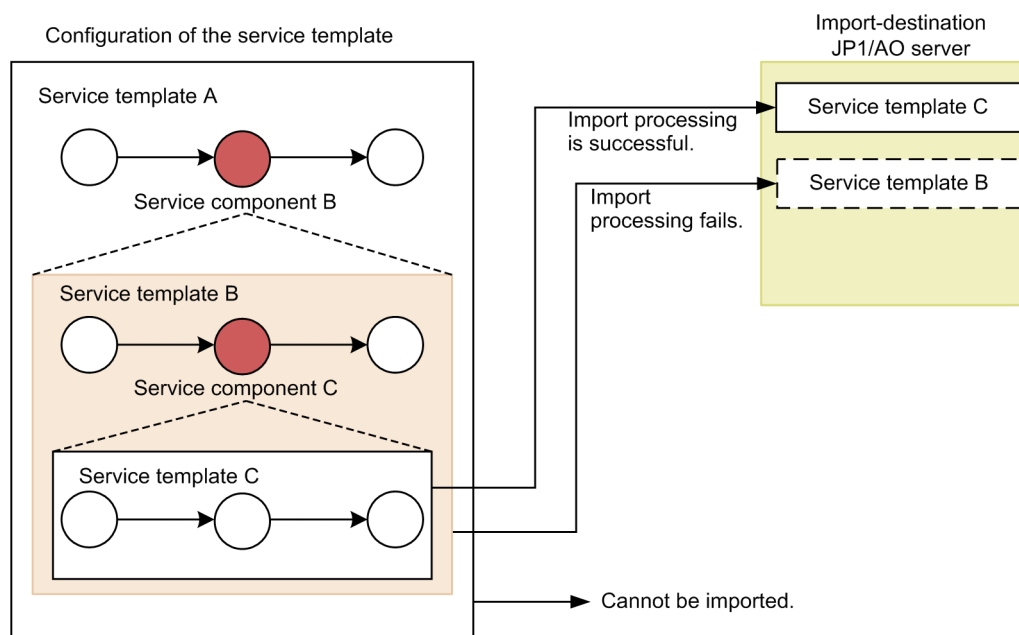 Configuration of the service template
Service template A
Service component B
Service template B
Service component C
Service template C
Import-destination
JP1/AO server
Service template C
Import processing
is successful.
Service template B
Import
processing fails.
Cannot be imported.